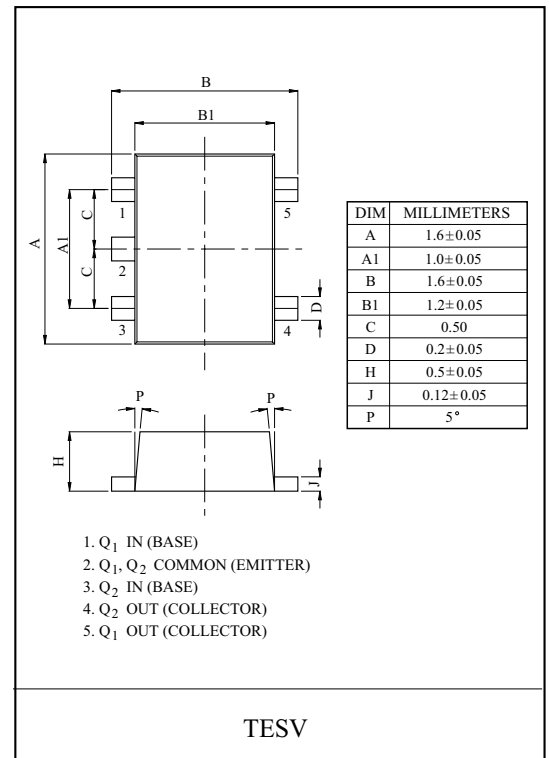 B
B1
A
A1
C
C
1
2
3
5
4
D
DIM MILLIMETERS
A 1.6±0.05
A1 1.0±0.05
B 1.6±0.05
B1 1.2±0.05
C 0.50
D 0.2±0.05
H 0.5±0.05
J 0.12±0.05
P 5°
P P
H
J
1. Q1 IN (BASE)
2. Q1, Q2 COMMON (EMITTER)
3. Q2 IN (BASE)
4. Q2 OUT (COLLECTOR)
5. Q1 OUT (COLLECTOR)
TESV